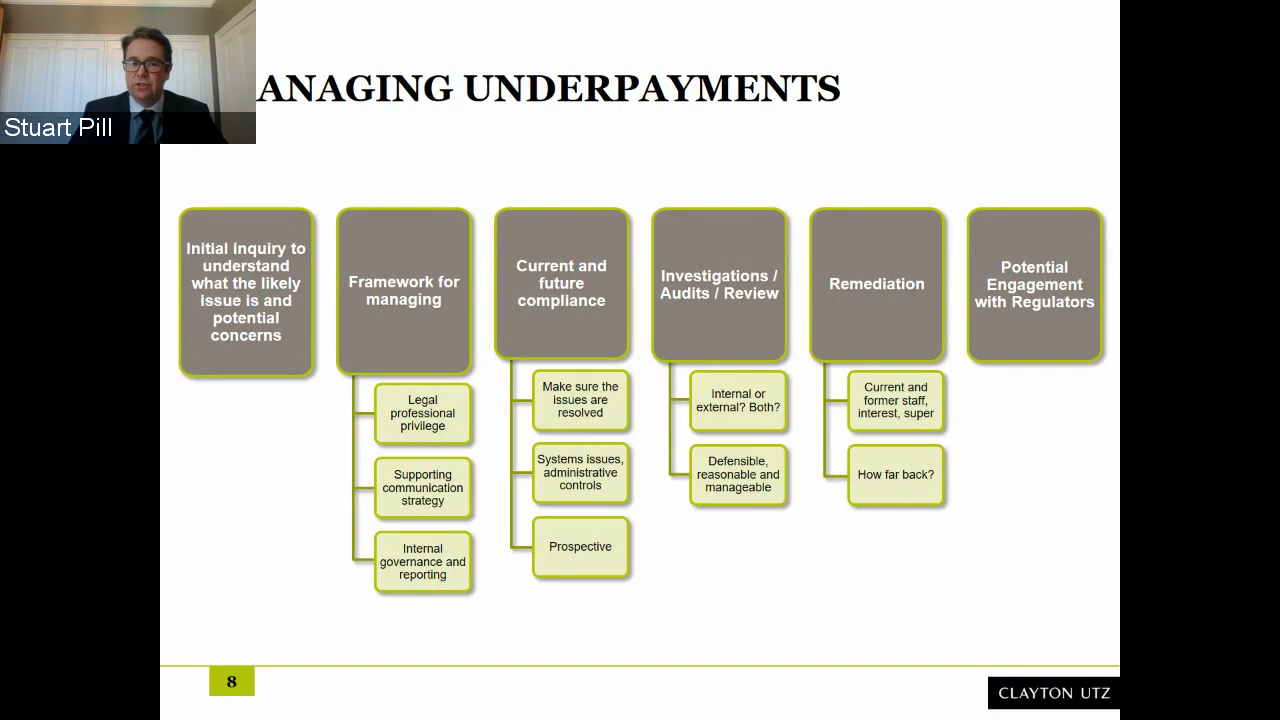 Stuart Pill
ANAGING UNDERPAYMENTS
Initial inquiry to
understand
what the likely
issue is and
potential
concerns
Framework for
managing
Legal
professional
privilege
Supporting
communication
strategy
Internal
governance and
reporting
Current and
future
compliance
Make sure the
issues are
resolved
Systems issues,
administrative
controls
Prospective
Investigations /
Audits / Review
Internal or
external? Both?
Defensible,
reasonable and
manageable
Remediation
Current and
former staff,
interest, super
How far back?
Potential
Engagement
with Regulators
8
CLAYTON UTZ